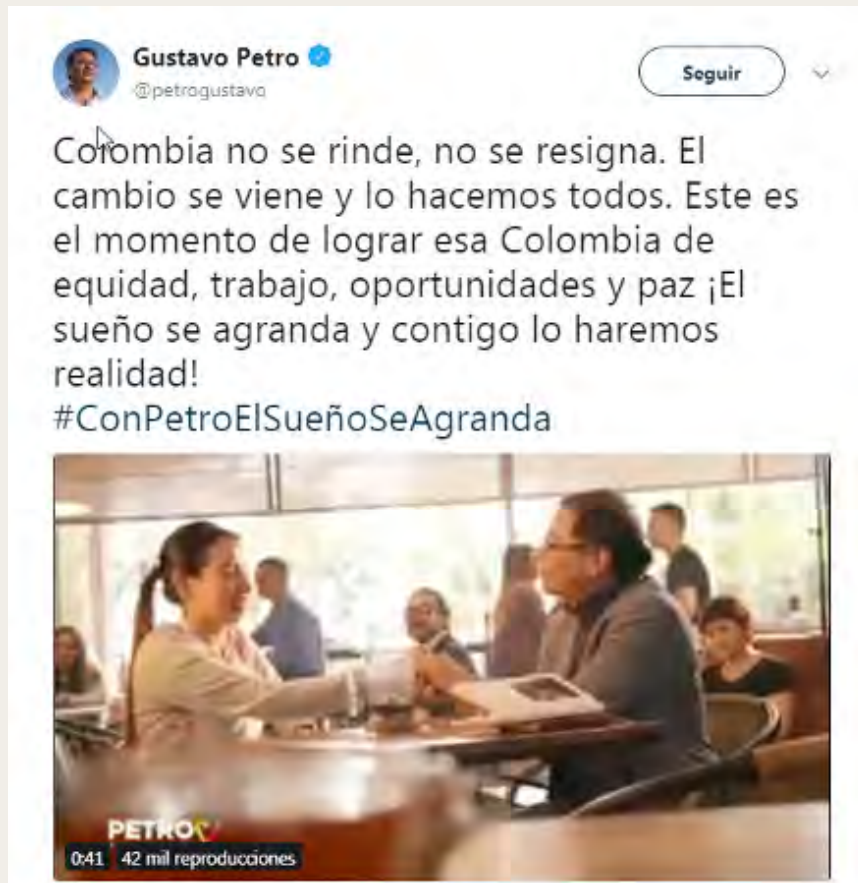 Gustavo Petro
@petrogustavo
Seguir
Colombia no se rinde, no se resigna. El
cambio se viene y lo hacemos todos. Este es
el momento de lograr esa Colombia de
equidad, trabajo, oportunidades y paz ¡El
sueño se agranda y contigo lo haremos
realidad!
#ConPetroElSueñoSeAgranda
PETRO
0:41 42 mil reproducciones